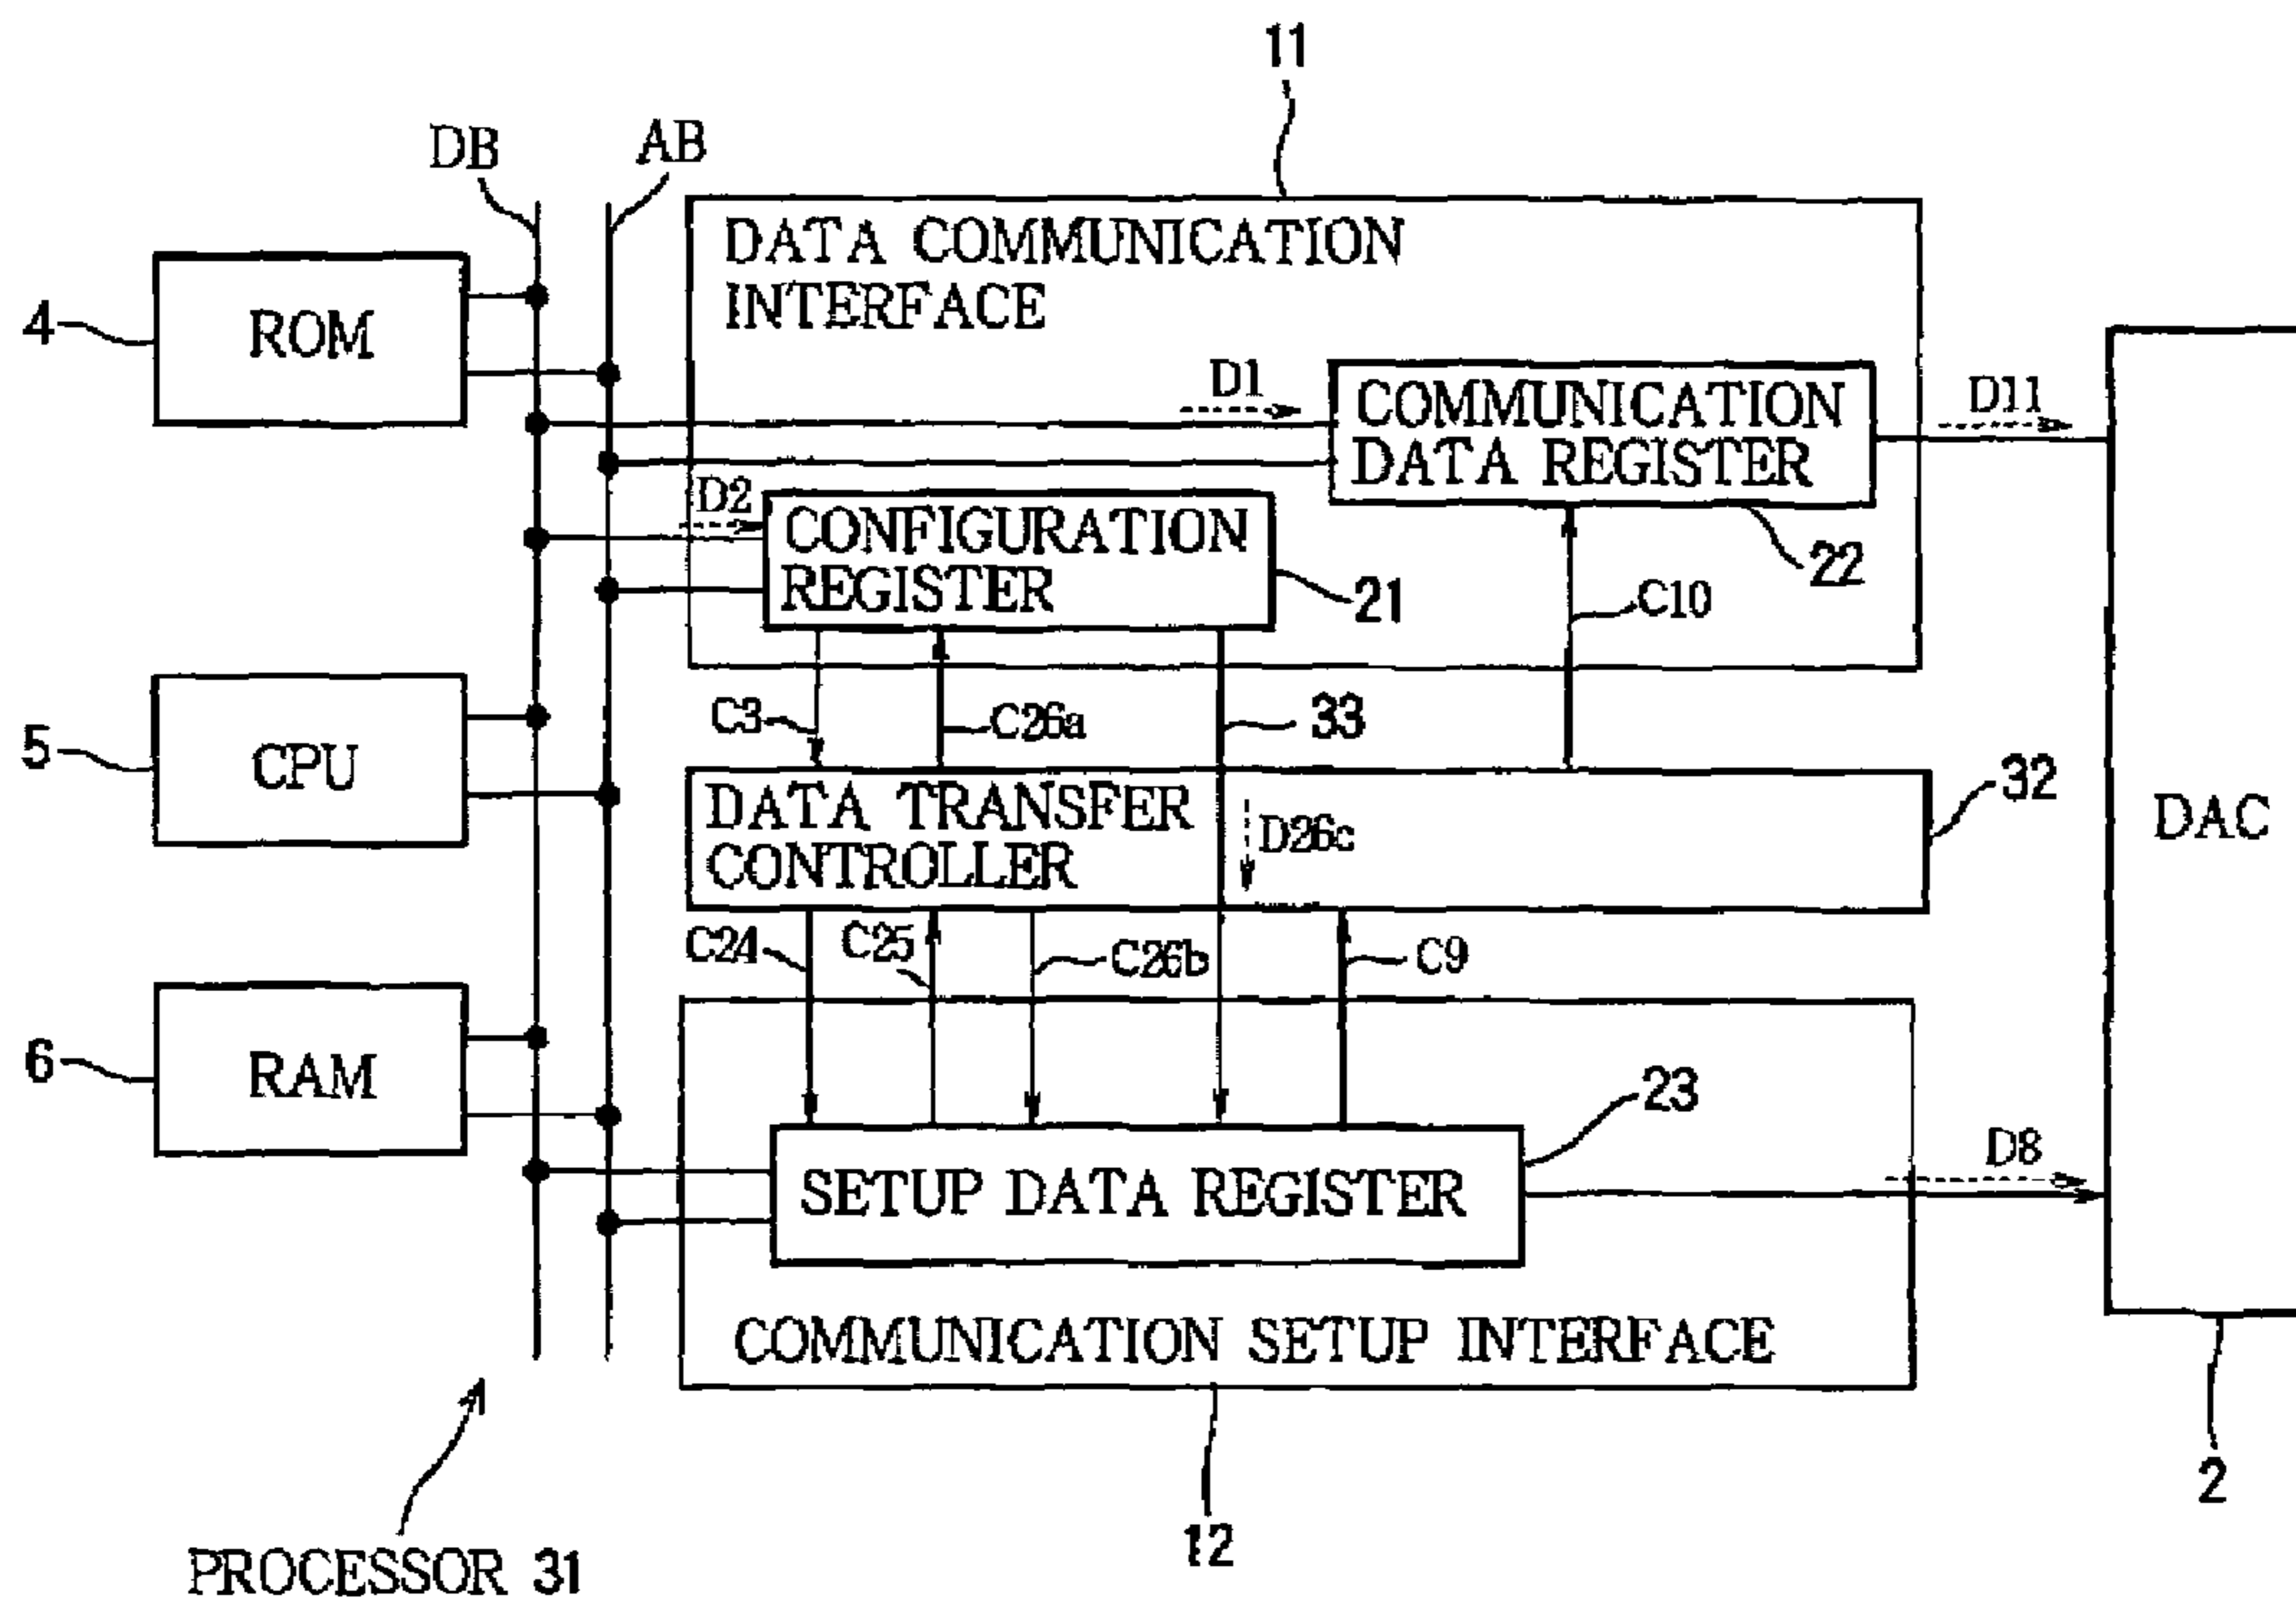 11
DB
AB
DATA COMMUNICATION
INTERFACE
4
ROM
D1
COMMUNICATION
DATA REGISTER
D11
D2
CONFIGURATION
REGISTER
21
22
C10
C3
C26a
33
5
CPU
DATA TRANSFER
CONTROLLER
D26c
32
DAC
C24
C25
C26b
C9
6
RAM
23
SETUP DATA REGISTER
D8
COMMUNICATION SETUP INTERFACE
2
12
PROCESSOR 31